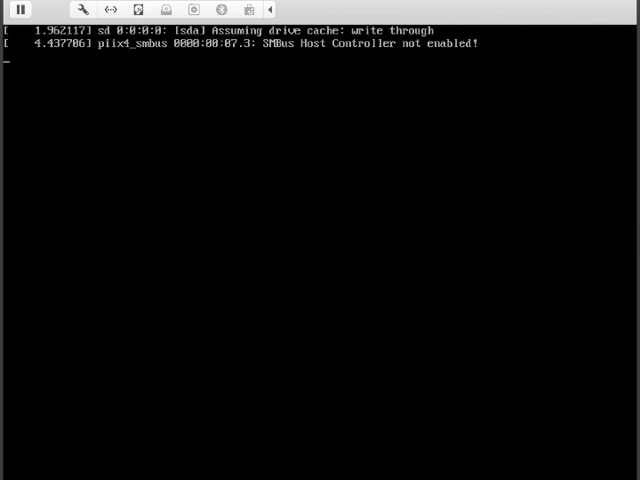 [    1.962117] sd 0:0:0:0: [sda] Assuming drive cache: write through
[    4.437706] piix4_smbus 0000:00:07.3: SMBus Host Controller not enabled!